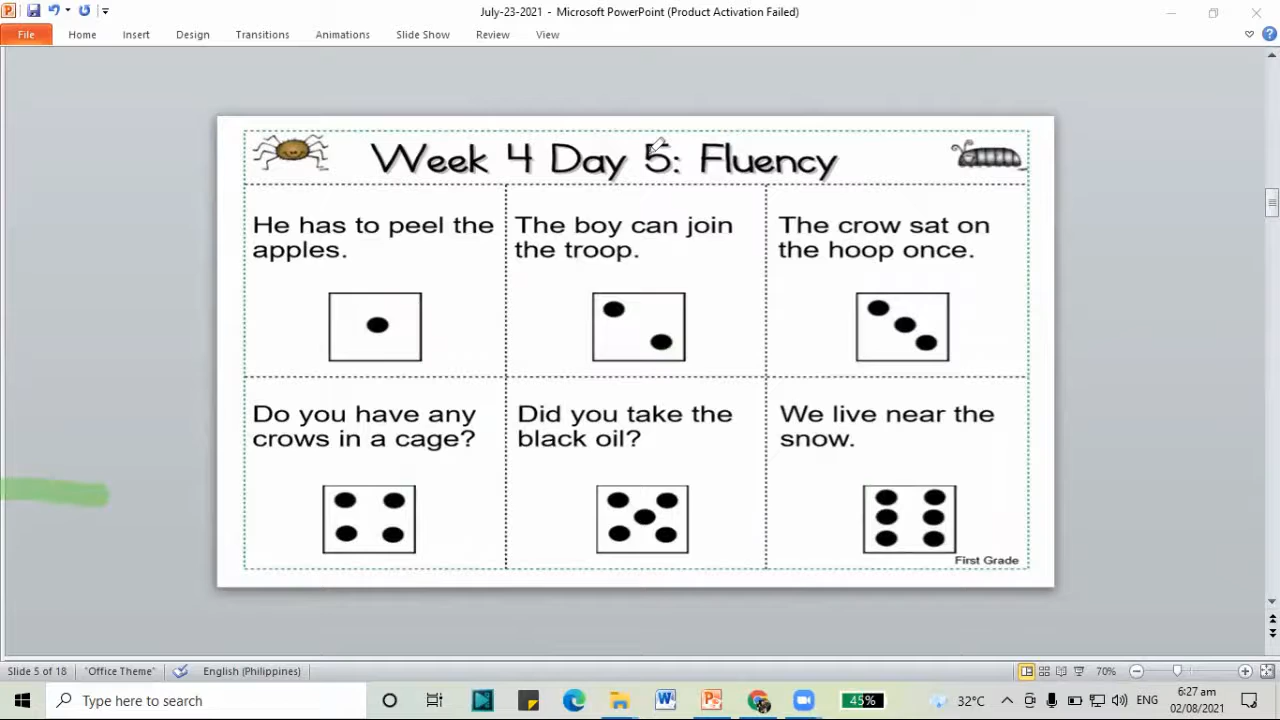 July-23-2021 - Microsoft PowerPoint (Product Activation Failed)
File Home Insert Design Transitions Animations Slide Show Review View
Week 4 Day 5: Fluency
He has to peel the
apples.
The boy can join
the troop.
The crow sat on
the hoop once.
Do you have any
crows in a cage?
Did you take the
black oil?
We live near the
snow.
First Grade
Slide 5 of 18 "Office Theme" English (Philippines) 70%
Type here to search 45% 32°C ENG 6:27 am
02/08/2021